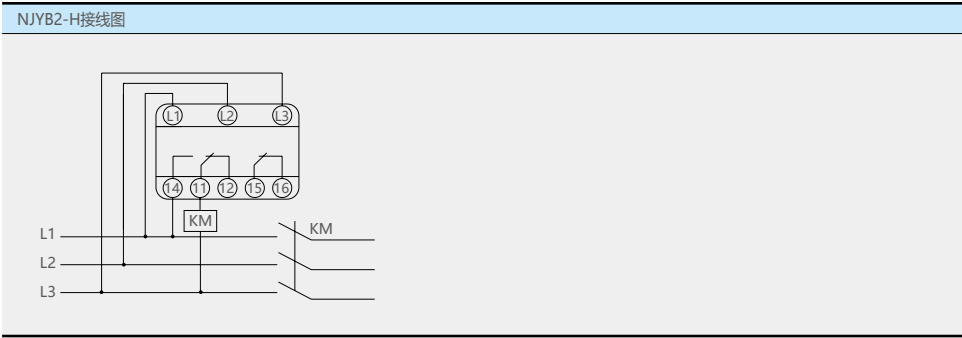 NJYB2-H接线图
L1 L2 L3
14 11 12 15 16
KM
L1 KM
L2
L3